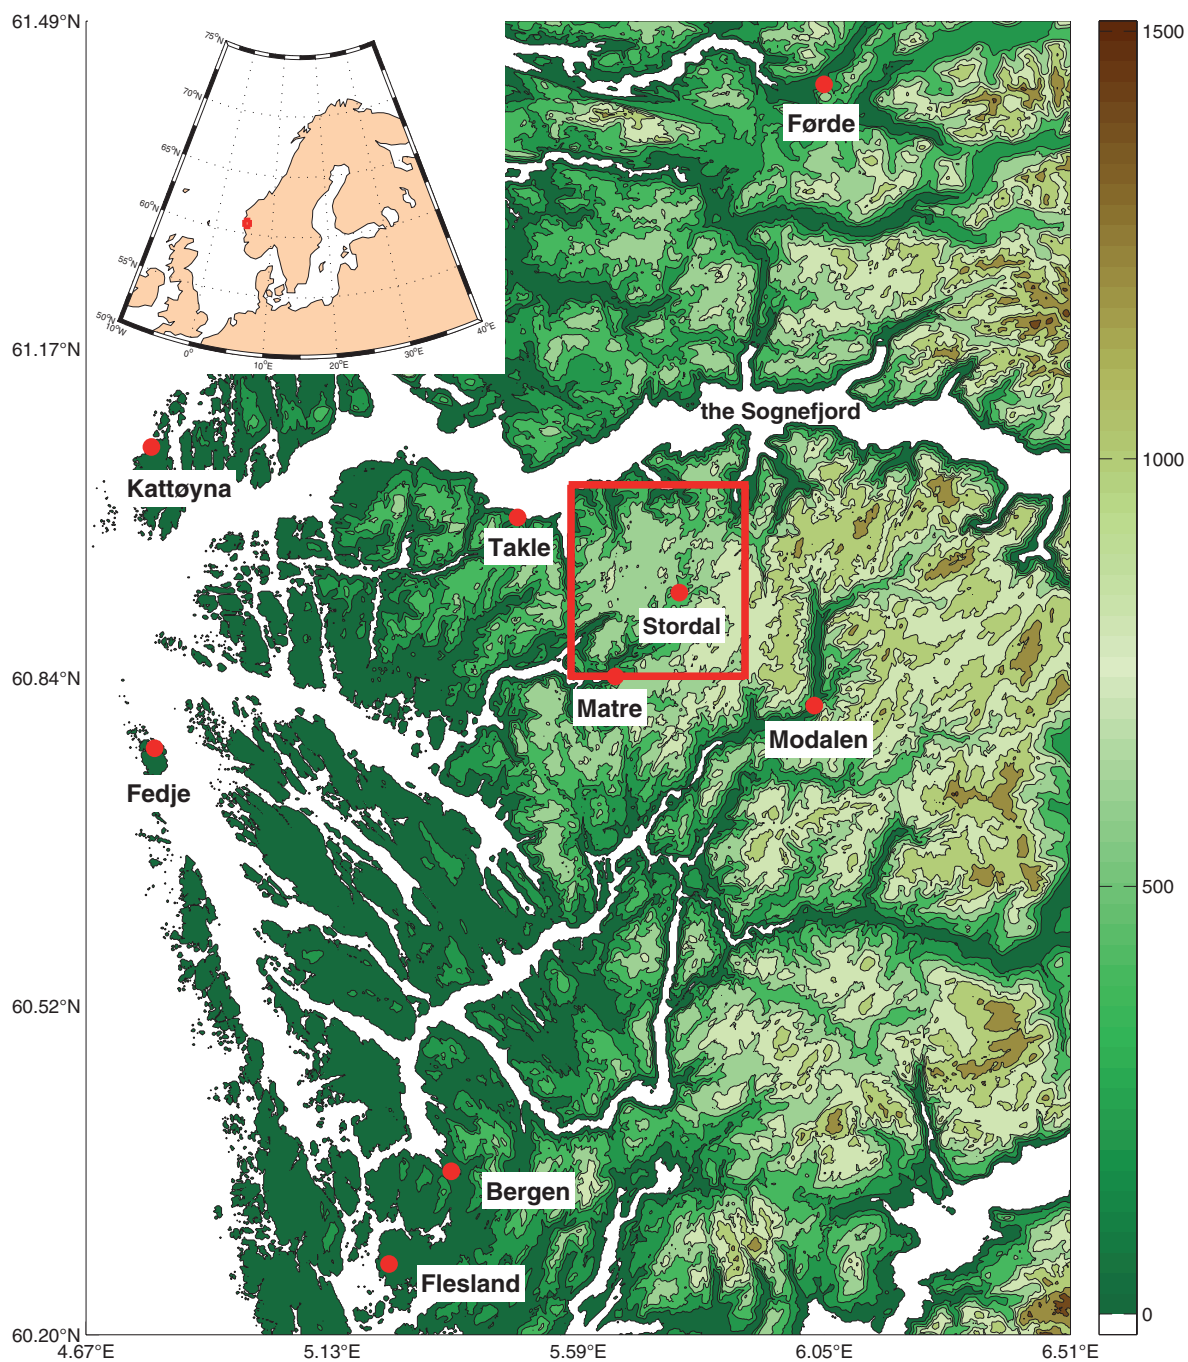 61.49°N
75°N
70°N
65°N
60°N
55°N
50°N
10°W
0°
10°E
20°E
30°E
40°E
1500
Førde
61.17°N
the Sognefjord
1000
Kattøyna
Takle
Stordal
60.84°N
Matre
Modalen
Fedje
500
60.52°N
Bergen
Flesland
0
60.20°N
4.67°E
5.13°E
5.59°E
6.05°E
6.51°E